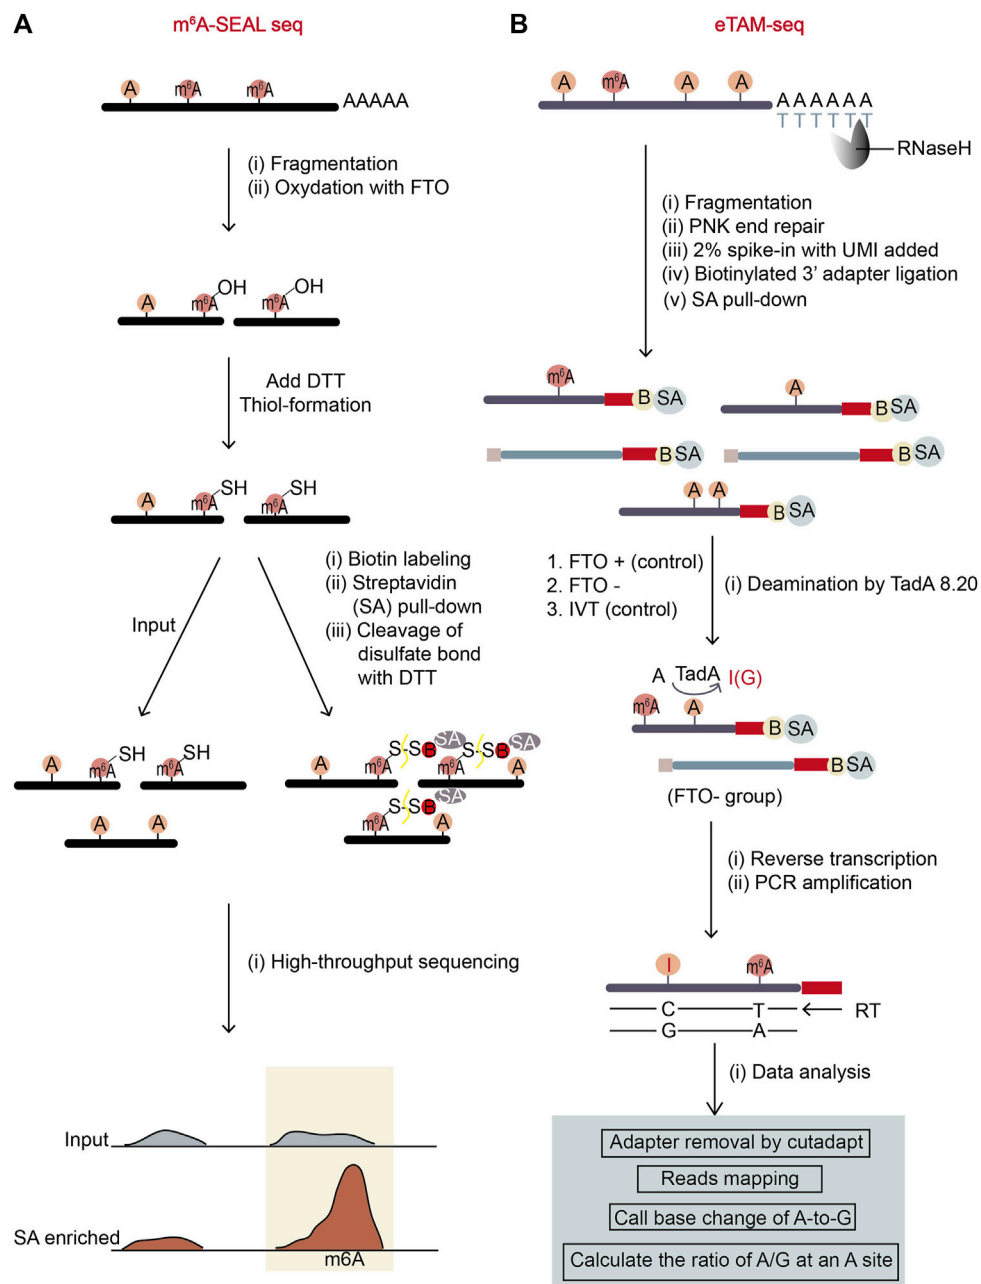 A
m⁶A-SEAL seq
A
m⁶A
m⁶A
AAAAA
(i) Fragmentation
(ii) Oxydation with FTO
A
m⁶A
OH
m⁶A
OH
Add DTT
Thiol-formation
A
m⁶A
SH
m⁶A
SH
Input
(i) Biotin labeling
(ii) Streptavidin
(SA) pull-down
(iii) Cleavage of
disulfate bond
with DTT
A
m⁶A
SH
m⁶A
SH
A
A
A
m⁶A
S-S
B
SA
m⁶A
S-S
B
SA
A
m⁶A
S-S
B
SA
A
(i) High-throughput sequencing
Input
SA enriched
m6A
B
eTAM-seq
A
m⁶A
A
A
A A A A A A
T T T T T T
RNaseH
(i) Fragmentation
(ii) PNK end repair
(iii) 2% spike-in with UMI added
(iv) Biotinylated 3’ adapter ligation
(v) SA pull-down
m⁶A
B SA
A
B SA
B SA
B SA
A A
B SA
1. FTO + (control)
2. FTO -
3. IVT (control)
(i) Deamination by TadA 8.20
A TadA I(G)
m⁶A
A
B SA
B SA
(FTO- group)
(i) Reverse transcription
(ii) PCR amplification
I
m⁶A
C T
RT
G A
(i) Data analysis
Adapter removal by cutadapt
Reads mapping
Call base change of A-to-G
Calculate the ratio of A/G at an A site